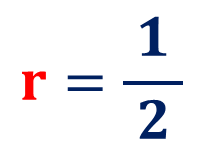 r = 1/2